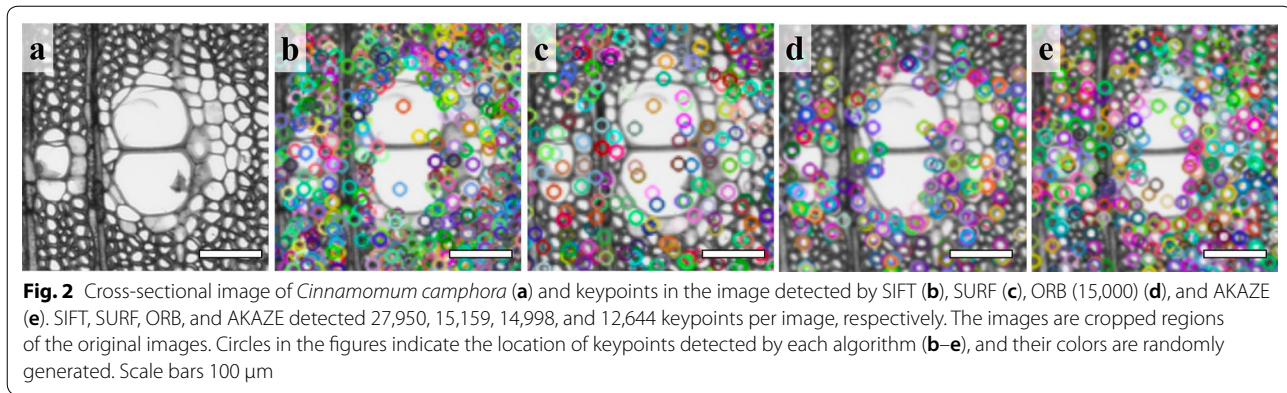 a b c d e
Fig. 2 Cross-sectional image of Cinnamomum camphora (a) and keypoints in the image detected by SIFT (b), SURF (c), ORB (15,000) (d), and AKAZE
(e). SIFT, SURF, ORB, and AKAZE detected 27,950, 15,159, 14,998, and 12,644 keypoints per image, respectively. The images are cropped regions
of the original images. Circles in the figures indicate the location of keypoints detected by each algorithm (b–e), and their colors are randomly
generated. Scale bars 100 μm